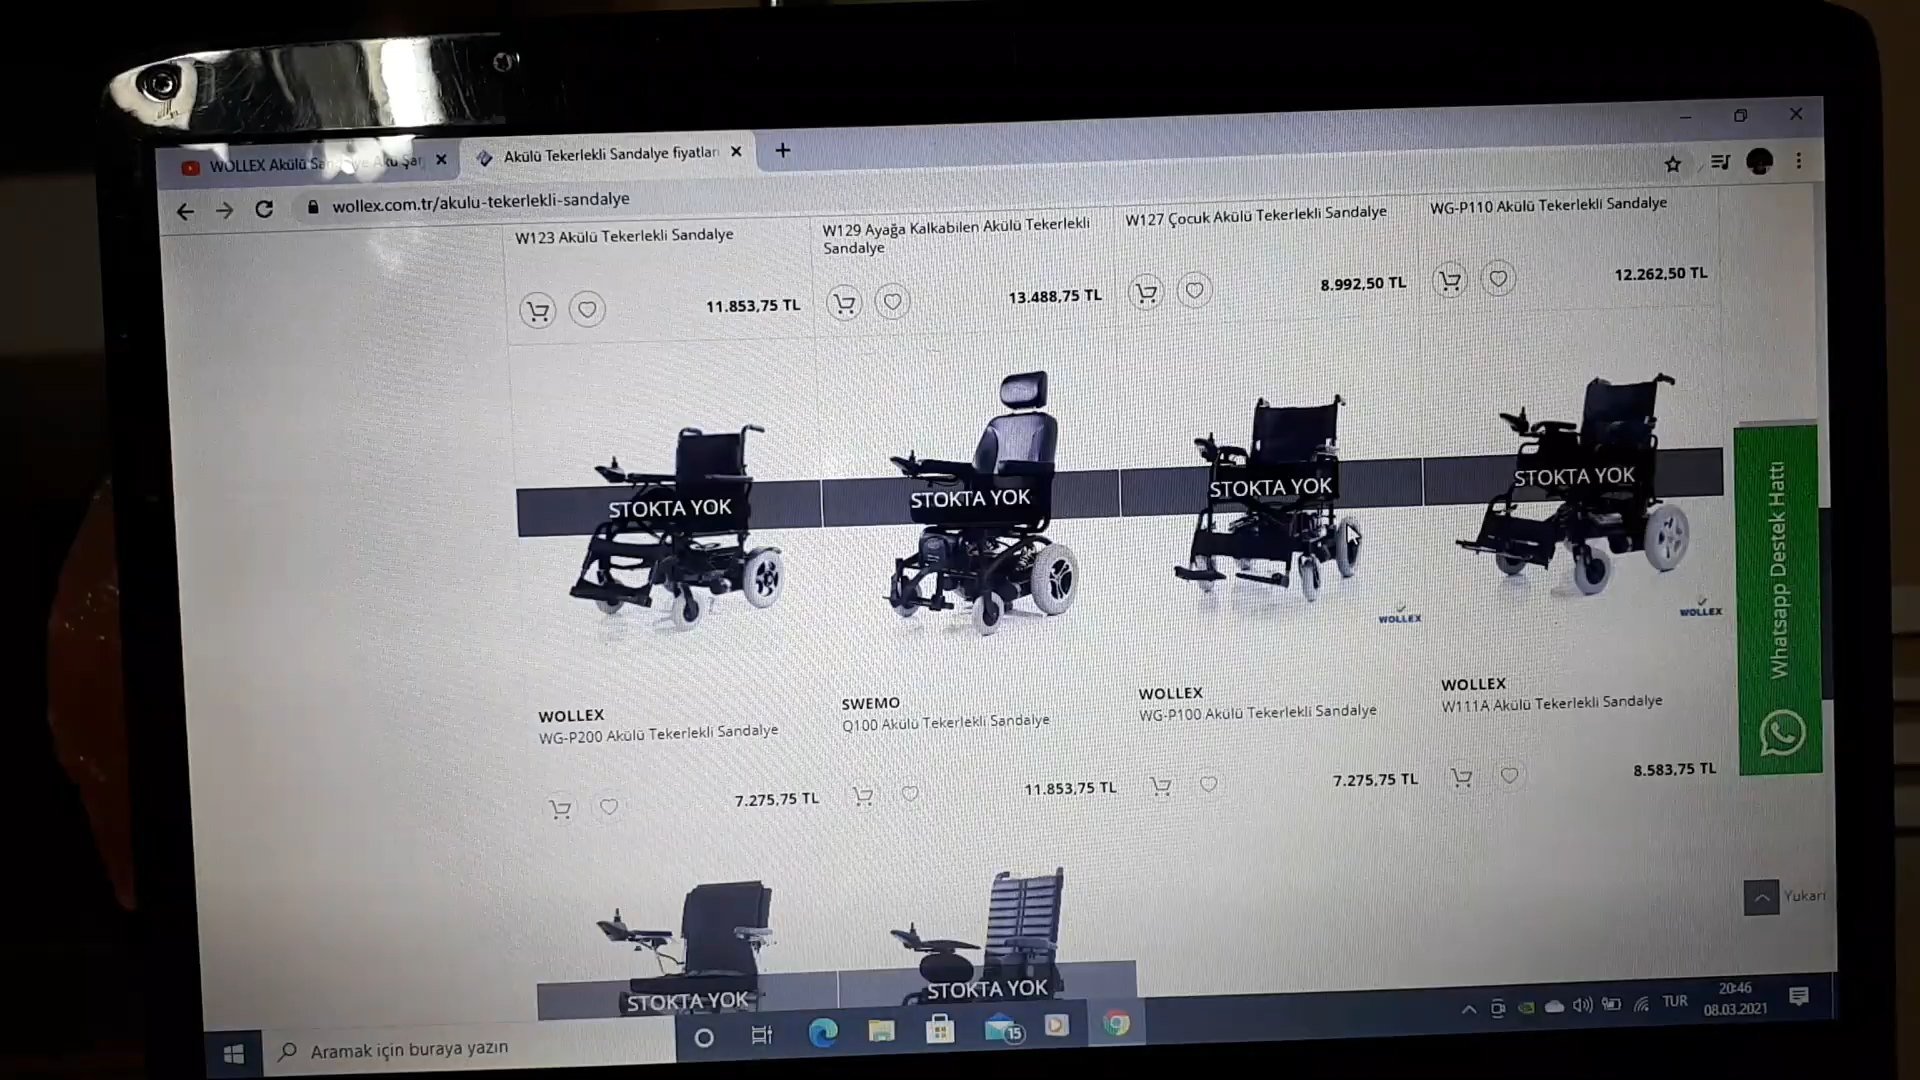 WOLLEX Akülü
Akülü Tekerlekli Sandalye fiyatları
wollex.com.tr/akulu-tekerlekli-sandalye
W123 Akülü Tekerlekli Sandalye
W129 Ayağa Kalkabilen Akülü Tekerlekli
Sandalye
W127 Çocuk Akülü Tekerlekli Sandalye
WG-P110 Akülü Tekerlekli Sandalye
11.853,75 TL
13.488,75 TL
8.992,50 TL
12.262,50 TL
STOKTA YOK
STOKTA YOK
STOKTA YOK
STOKTA YOK
WOLLEX
WOLLEX
Whatsapp Destek Hattı
WOLLEX
WG-P200 Akülü Tekerlekli Sandalye
7.275,75 TL
SWEMO
Q100 Akülü Tekerlekli Sandalye
11.853,75 TL
WOLLEX
WG-P100 Akülü Tekerlekli Sandalye
7.275,75 TL
WOLLEX
W111A Akülü Tekerlekli Sandalye
8.583,75 TL
Yukarı
STOKTA YOK
STOKTA YOK
Aramak için buraya yazın
15
TUR
20:46
08.03.2021